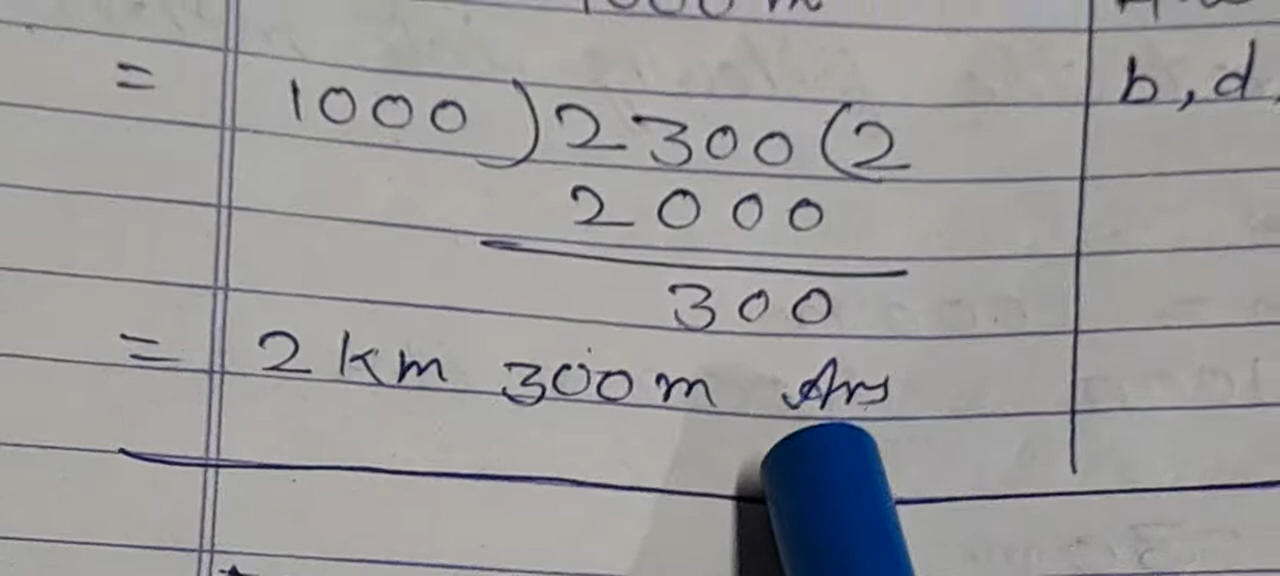 = 1000 ) 2300 ( 2
2000
300
= 2 km 300 m Ans
b, d,